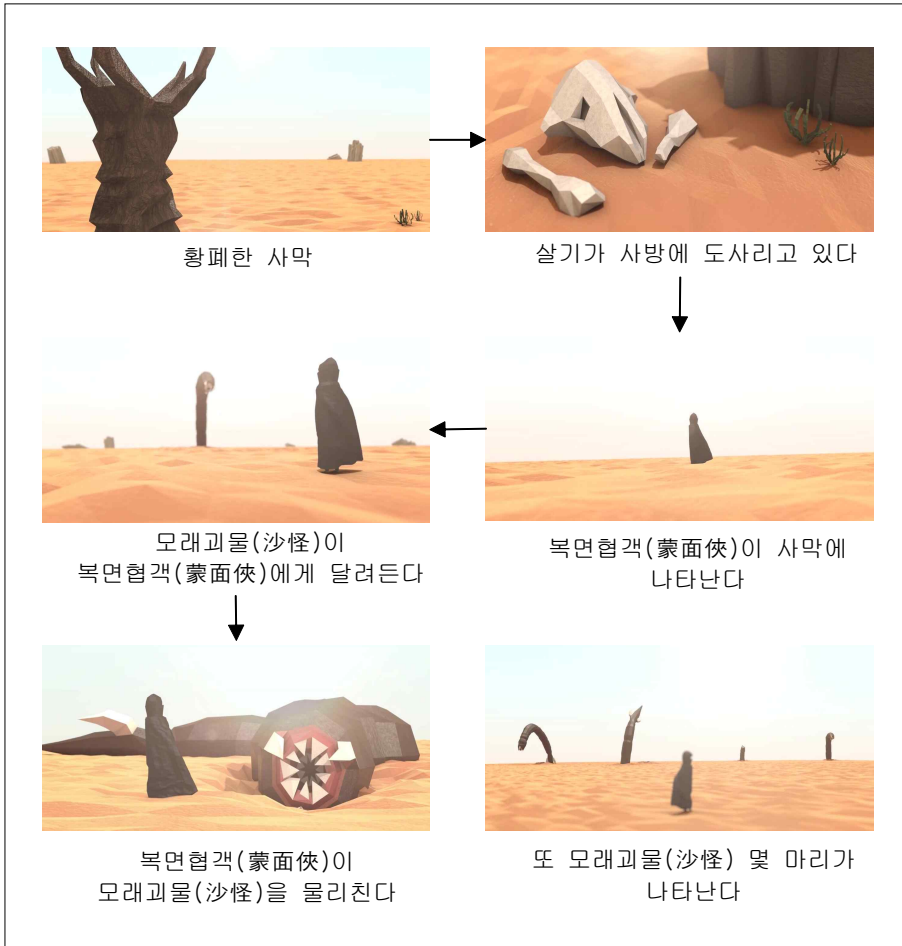 황폐한 사막
살기가 사방에 도사리고 있다
모래괴물(沙怪)이
복면협객(蒙面俠)에게 달려든다
복면협객(蒙面俠)이 사막에
나타난다
복면협객(蒙面俠)이
모래괴물(沙怪)을 물리친다
또 모래괴물(沙怪) 몇 마리가
나타난다